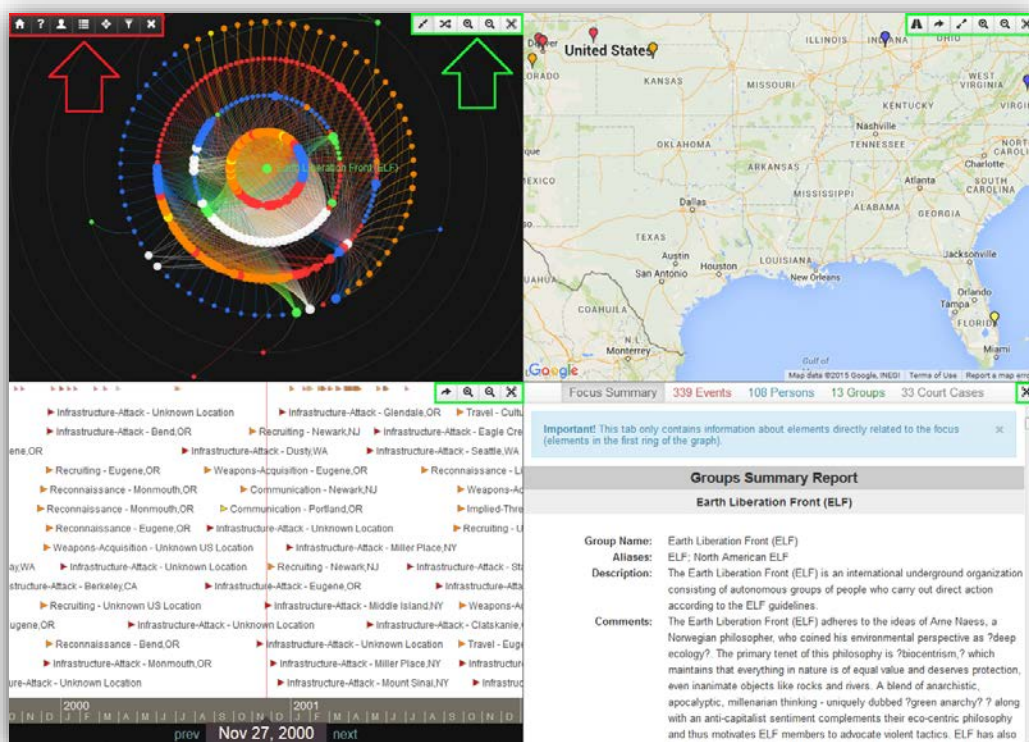 Liberation Front (ELF)
United States
Denver
ILLINOIS
INDIANA
OHIO
KANSAS
MISSOURI
WEST
VIRGINIA
KENTUCKY
Nashville
TENNESSEE
Charlotte
OKLAHOMA
ARKANSAS
Atlanta
SOUTH
CAROLINA
MISSISSIPPI
ALABAMA
GEORGIA
Dallas
TEXAS
LOUISIANA
Jacksonville
Austin
San Antonio
Houston
New Orleans
Orlando
Tampa
FLORIDA
COAHUILA
N.L.
Monterrey
Miami
Gulf of
Google
Map data ©2015 Google, INEGI
Terms of Use
Report a map
Infrastructure-Attack - Unknown Location
Infrastructure-Attack - Glendale,OR
Travel -
Infrastructure-Attack - Bend,OR
Recruiting - Newark,NJ
Infrastructure-Attack - Eagle
Infrastructure-Attack - Dusty,WA
Infrastructure-Attack - Seattle,WA
Recruiting - Eugene,OR
Weapons-Acquisition - Eugene,OR
Reconnaissance -
Reconnaissance - Monmouth,OR
Communication - Newark,NJ
Reconnaissance - Monmouth,OR
Communication - Portland,OR
Reconnaissance - Eugene,OR
Infrastructure-Attack - Unknown Location
Recruiting -
Weapons-Acquisition - Unknown US Location
Infrastructure-Attack - Miller Place,NY
Infrastructure-Attack - Unknown Location
Recruiting - Newark,NJ
Infrastructure-Attack -
-Attack - Berkeley,CA
Infrastructure-Attack - Eugene,OR
Recruiting - Unknown US Location
Infrastructure-Attack - Middle Island,NY
Infrastructure-Attack - Unknown Location
Infrastructure-Attack - Clatskanie,
Reconnaissance - Bend,OR
Infrastructure-Attack - Unknown Location
Travel -
Infrastructure-Attack - Monmouth,OR
Infrastructure-Attack - Miller Place,NY
-Attack - Unknown Location
Infrastructure-Attack - Mount Sinai,NY
2000
2001
O N D J F M A M J J A S O N D J F M A M J J A S O N D
prev Nov 27, 2000 next
Focus Summary 339 Events 108 Persons 13 Groups 33 Court Cases
Important! This tab only contains information about elements directly related to the focus
(elements in the first ring of the graph).
Groups Summary Report
Earth Liberation Front (ELF)
Group Name: Earth Liberation Front (ELF)
Aliases: ELF; North American ELF
Description: The Earth Liberation Front (ELF) is an international underground organization
consisting of autonomous groups of people who carry out direct action
according to the ELF guidelines.
Comments: The Earth Liberation Front (ELF) adheres to the ideas of Arne Naess, a
Norwegian philosopher, who coined his environmental perspective as ?deep
ecology?. The primary tenet of this philosophy is ?biocentrism,? which
maintains that everything in nature is of equal value and deserves protection,
even inanimate objects like rocks and rivers. A blend of anarchistic,
apocalyptic, millenarian thinking - uniquely dubbed ?green anarchy? ? along
with an anti-capitalist sentiment complements their eco-centric philosophy
and thus motivates ELF members to advocate violent tactics. ELF has also